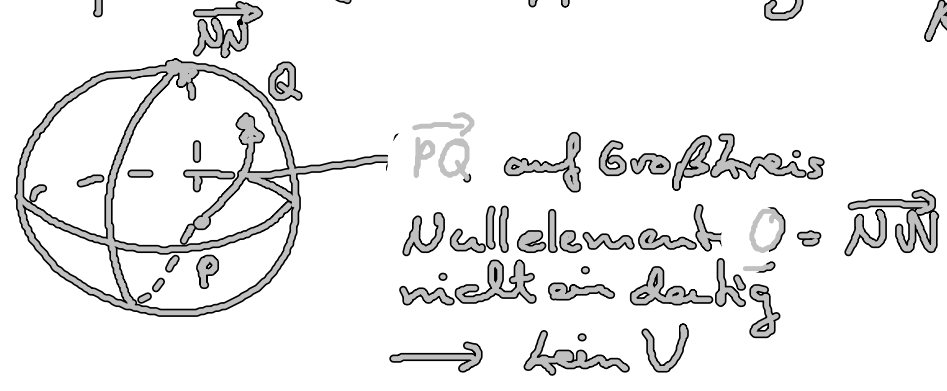 NN
Q
PQ auf Großkreis
P
Nullelement 0 = NN
nicht eindeutig
→ kein V